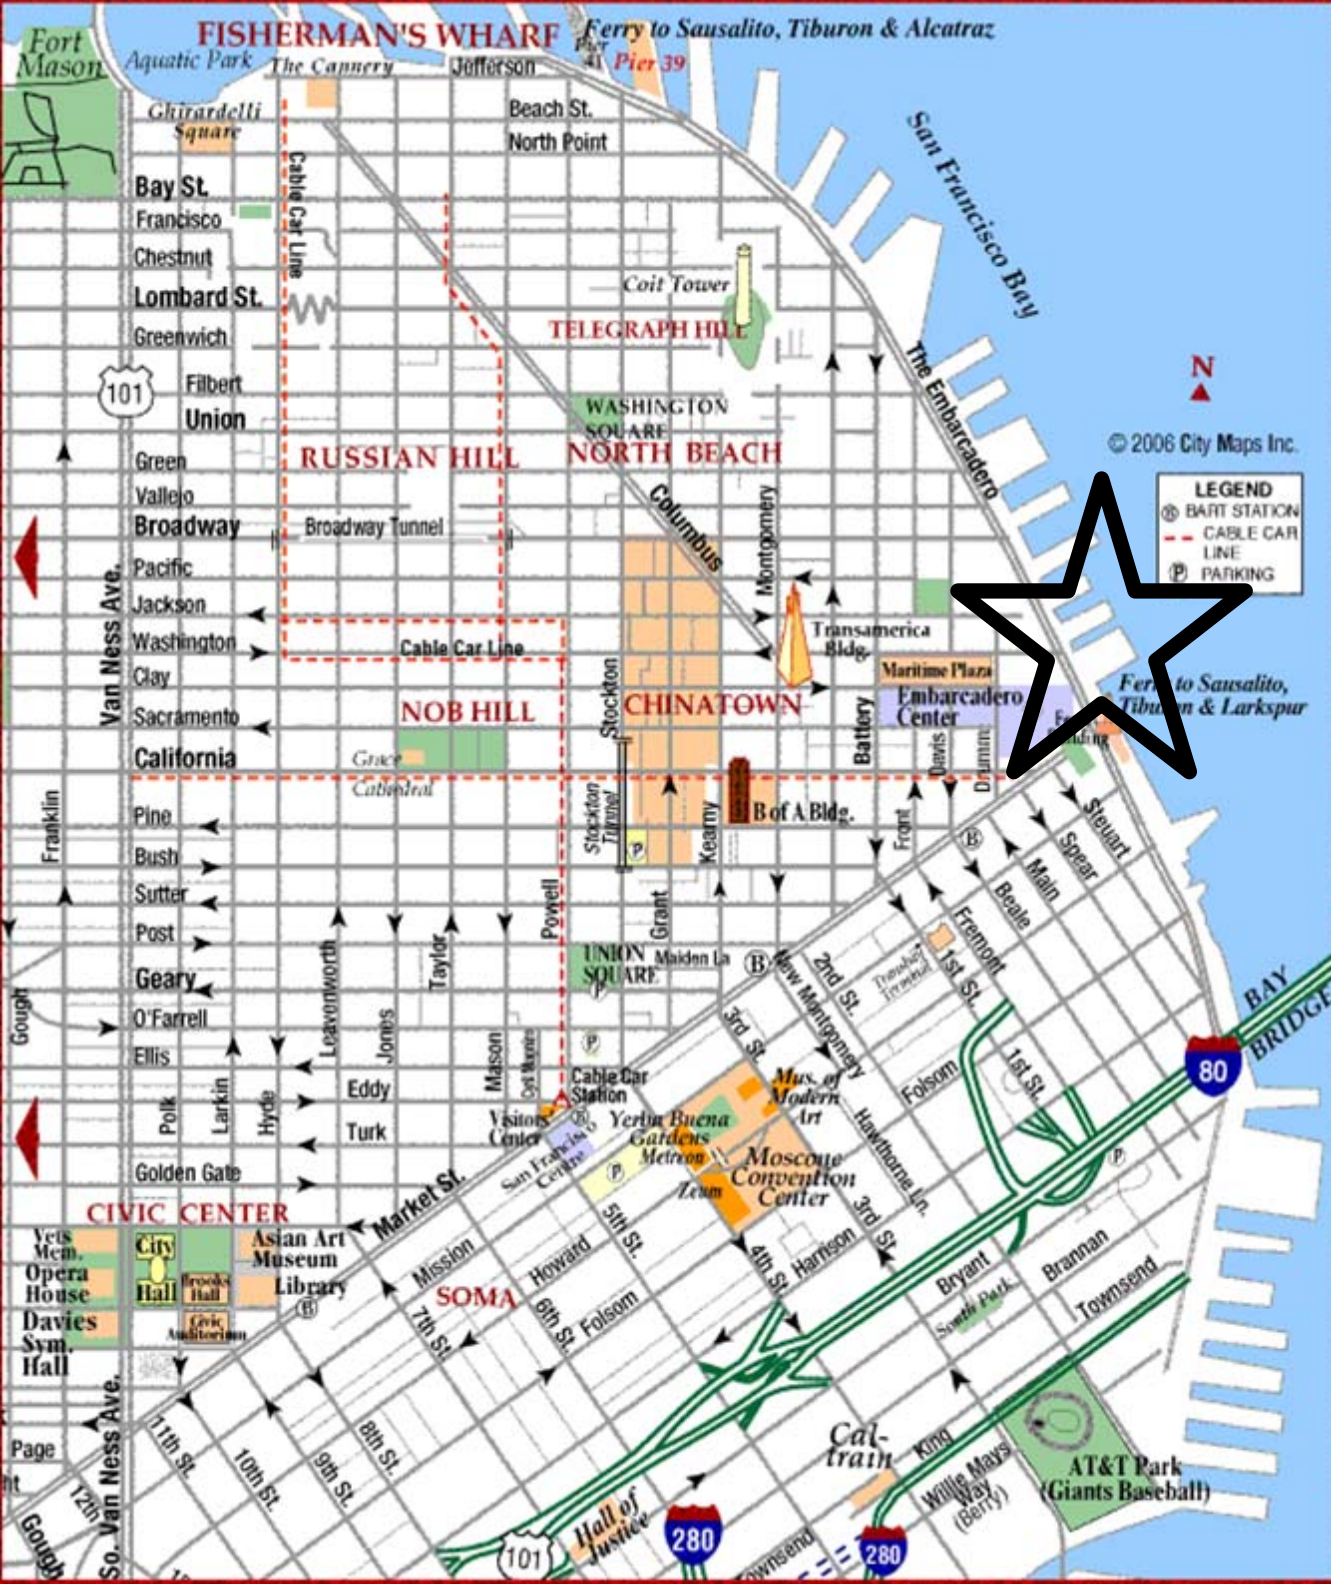 Fort
Mason
Aquatic Park
FISHERMAN'S WHARF
The Cannery
Jefferson
Pier
41
Pier 39
Ferry to Sausalito, Tiburon & Alcatraz
Ghirardelli
Square
Beach St.
North Point
Cable Car Line
San Francisco Bay
Bay St.
Francisco
Chestnut
Lombard St.
Greenwich
Filbert
Union
Green
Vallejo
Broadway
Pacific
Jackson
Washington
Clay
Sacramento
California
Pine
Bush
Sutter
Post
Geary
O'Farrell
Ellis
Eddy
Turk
Golden Gate
101
Coit Tower
TELEGRAPH HILL
WASHINGTON
SQUARE
RUSSIAN HILL
NORTH BEACH
The Embarcadero
N
© 2006 City Maps Inc.
LEGEND
B BART STATION
CABLE CAR
LINE
P PARKING
Broadway Tunnel
Columbus
Montgomery
Van Ness Ave.
Cable Car Line
Transamerica
Bldg.
Maritime Plaza
Embarcadero
Center
Ferry to Sausalito,
Tiburon & Larkspur
NOB HILL
Stockton
CHINATOWN
Battery
Davis
Drumm
Grace
Cathedral
Stockton
Tunnel
P
Kearny
B of A Bldg.
Front
B
Steuart
Spear
Main
Beale
Fremont
1st St.
Franklin
Gough
Powell
Grant
UNION
SQUARE
P
Maiden La
B
New Montgomery
2nd St.
Transbay
Terminal
3rd St.
Leavenworth
Taylor
Jones
Mason
Polk
Larkin
Hyde
P
Cable Car
Station
B
Visitors
Center
San Francisco
Centre
Yerba Buena
Gardens
Metreon
Zeum
Mus. of
Modern
Art
Moscone
Convention
Center
P
Folsom
1st St.
Hawthorne Ln.
BAY
BRIDGE
80
P
CIVIC CENTER
Market St.
Vets
Mem.
Opera
House
Davies
Sym.
Hall
City
Hall
Brooks
Hall
Civic
Auditorium
Asian Art
Museum
Library
B
Mission
Howard
Folsom
SOMA
5th St.
6th St.
7th St.
4th St.
3rd St.
Harrison
Bryant
Brannan
Townsend
South Park
8th St.
9th St.
10th St.
11th St.
12th
Page
Gough
So. Van Ness Ave.
Cal-
train
King
Willie Mays
Way
(Berry)
AT&T Park
(Giants Baseball)
Hall of
Justice
101
280
280
Townsend